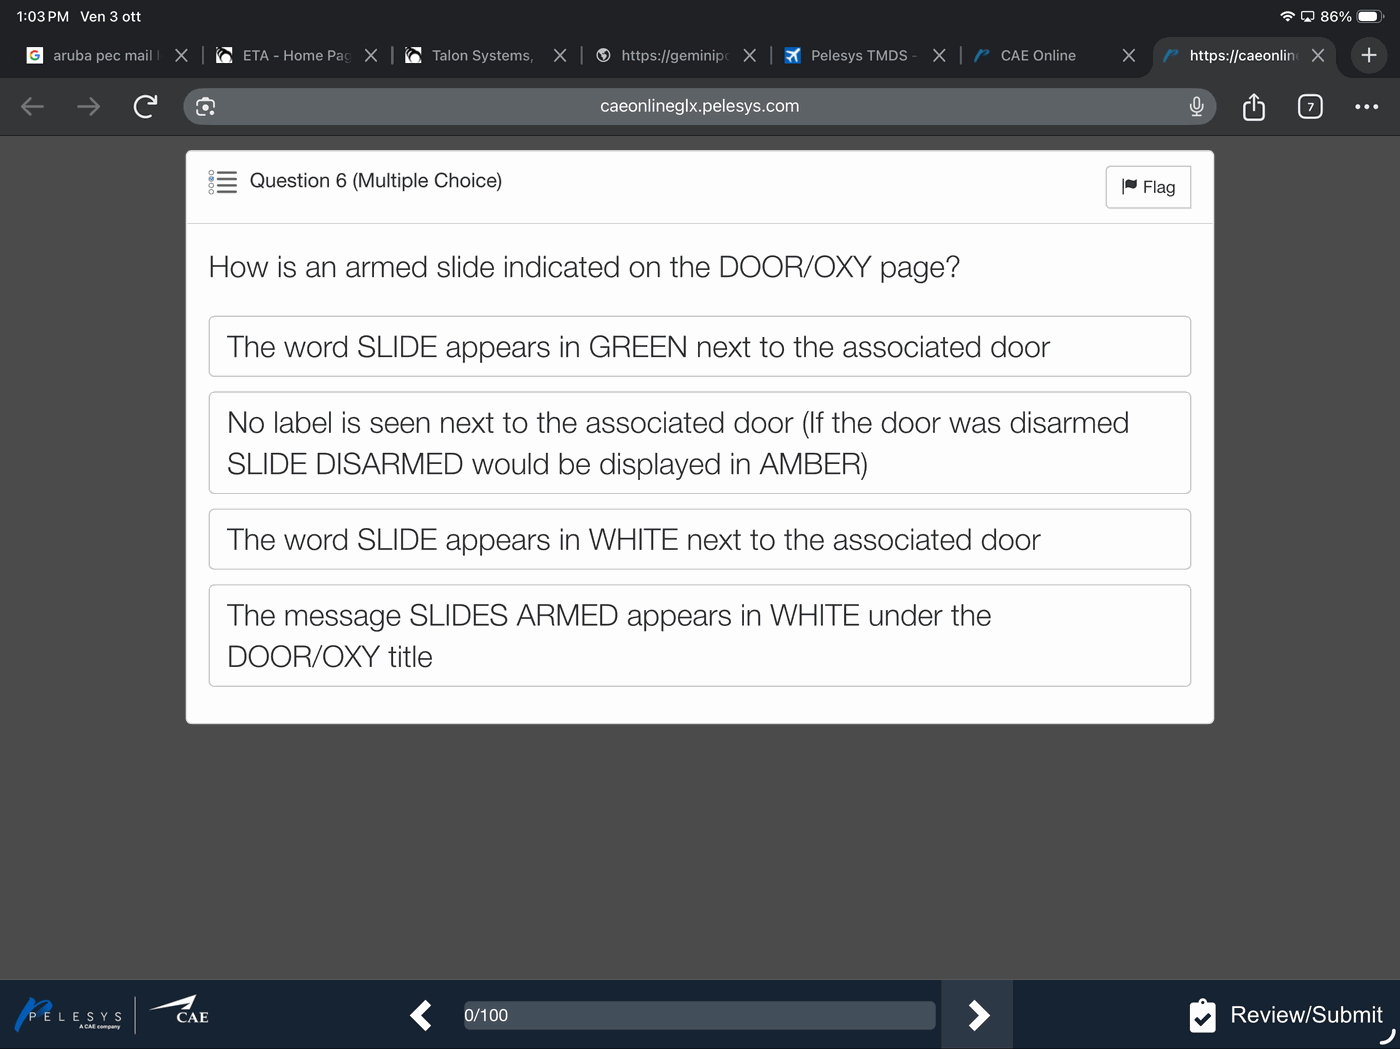 1:03 PM Ven 3 ott
86%
aruba pec mail
ETA - Home Pag
Talon Systems,
https://geminipo
Pelesys TMDS -
CAE Online
https://caeonlin
caeonlineglx.pelesys.com
7
Question 6 (Multiple Choice)
Flag
How is an armed slide indicated on the DOOR/OXY page?
The word SLIDE appears in GREEN next to the associated door
No label is seen next to the associated door (If the door was disarmed
SLIDE DISARMED would be displayed in AMBER)
The word SLIDE appears in WHITE next to the associated door
The message SLIDES ARMED appears in WHITE under the
DOOR/OXY title
PELESYS
A CAE company
CAE
0/100
Review/Submit